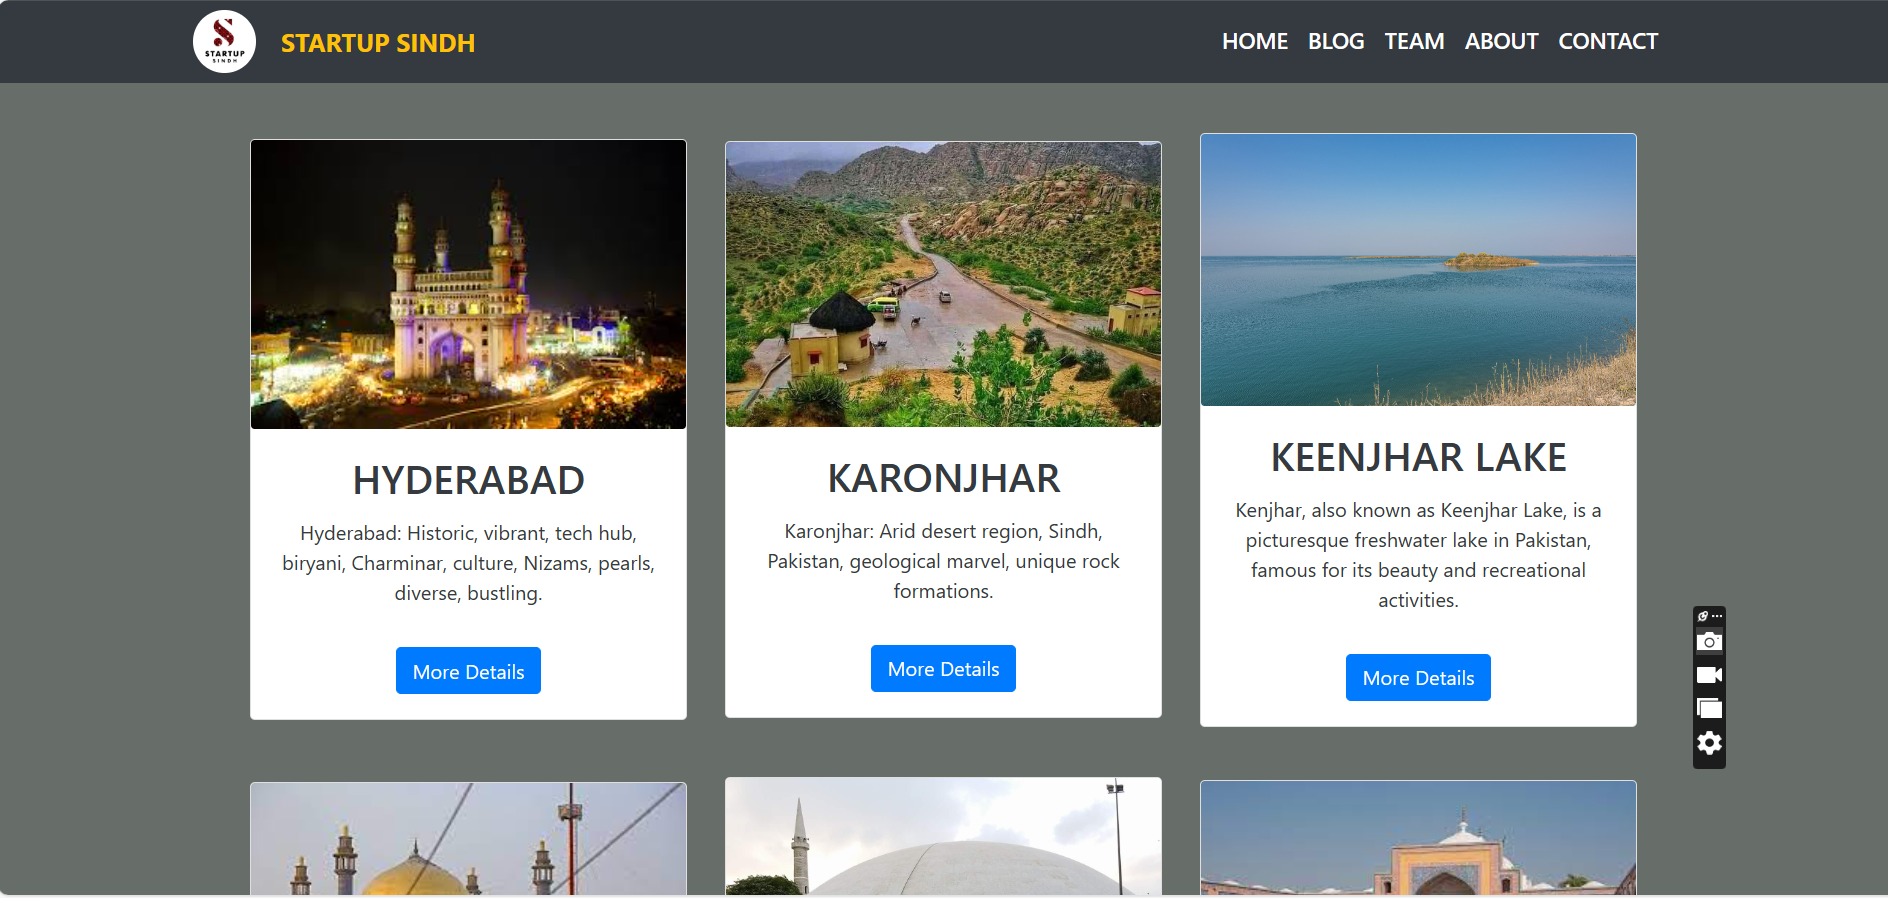 STARTUP
SINDH
STARTUP SINDH
HOME BLOG TEAM ABOUT CONTACT
HYDERABAD
Hyderabad: Historic, vibrant, tech hub,
biryani, Charminar, culture, Nizams, pearls,
diverse, bustling.
More Details
KARONJHAR
Karonjhar: Arid desert region, Sindh,
Pakistan, geological marvel, unique rock
formations.
More Details
KEENJHAR LAKE
Kenjhar, also known as Keenjhar Lake, is a
picturesque freshwater lake in Pakistan,
famous for its beauty and recreational
activities.
More Details